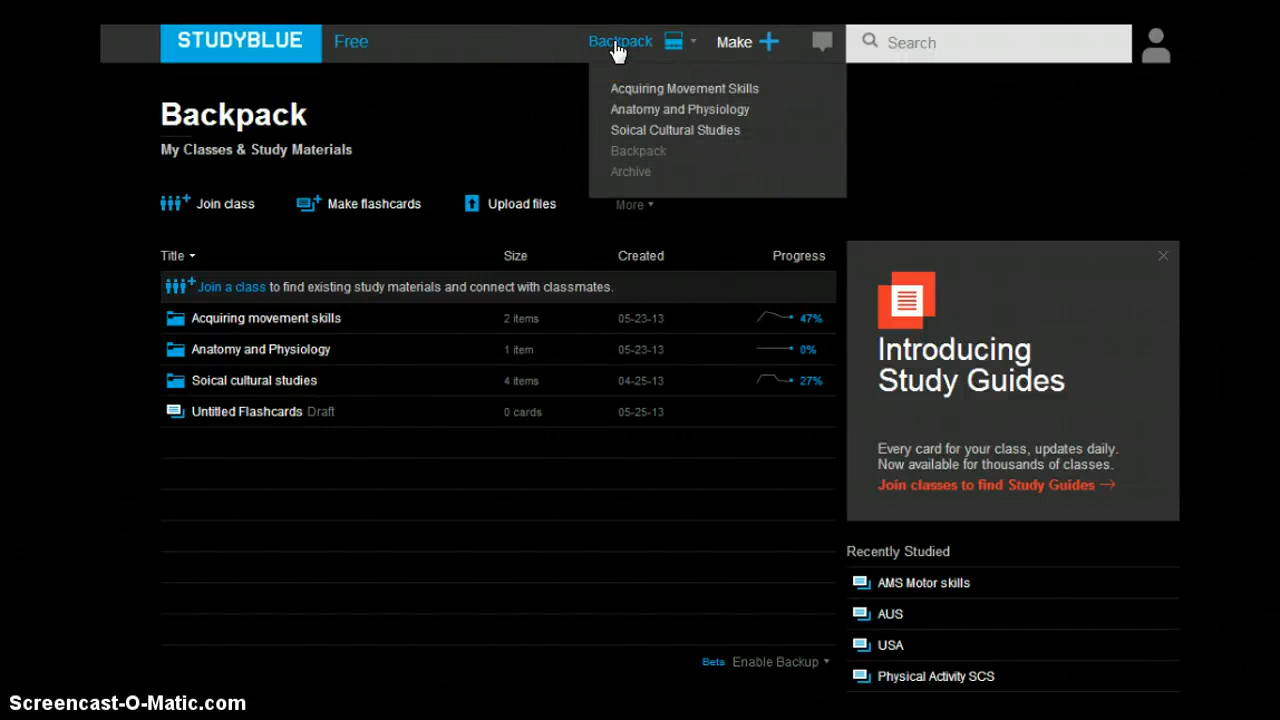 STUDYBLUE Free Backpack Make Search
Acquiring Movement Skills
Anatomy and Physiology
Soical Cultural Studies
Backpack
Archive
Backpack
My Classes & Study Materials
Join class Make flashcards Upload files More
Title Size Created Progress
Join a class to find existing study materials and connect with classmates.
Acquiring movement skills 2 items 05-23-13 47%
Anatomy and Physiology 1 item 05-23-13 0%
Soical cultural studies 4 items 04-25-13 27%
Untitled Flashcards Draft 0 cards 05-25-13
Beta Enable Backup
Introducing
Study Guides
Every card for your class, updates daily.
Now available for thousands of classes.
Join classes to find Study Guides →
Recently Studied
AMS Motor skills
AUS
USA
Physical Activity SCS
Screencast-O-Matic.com